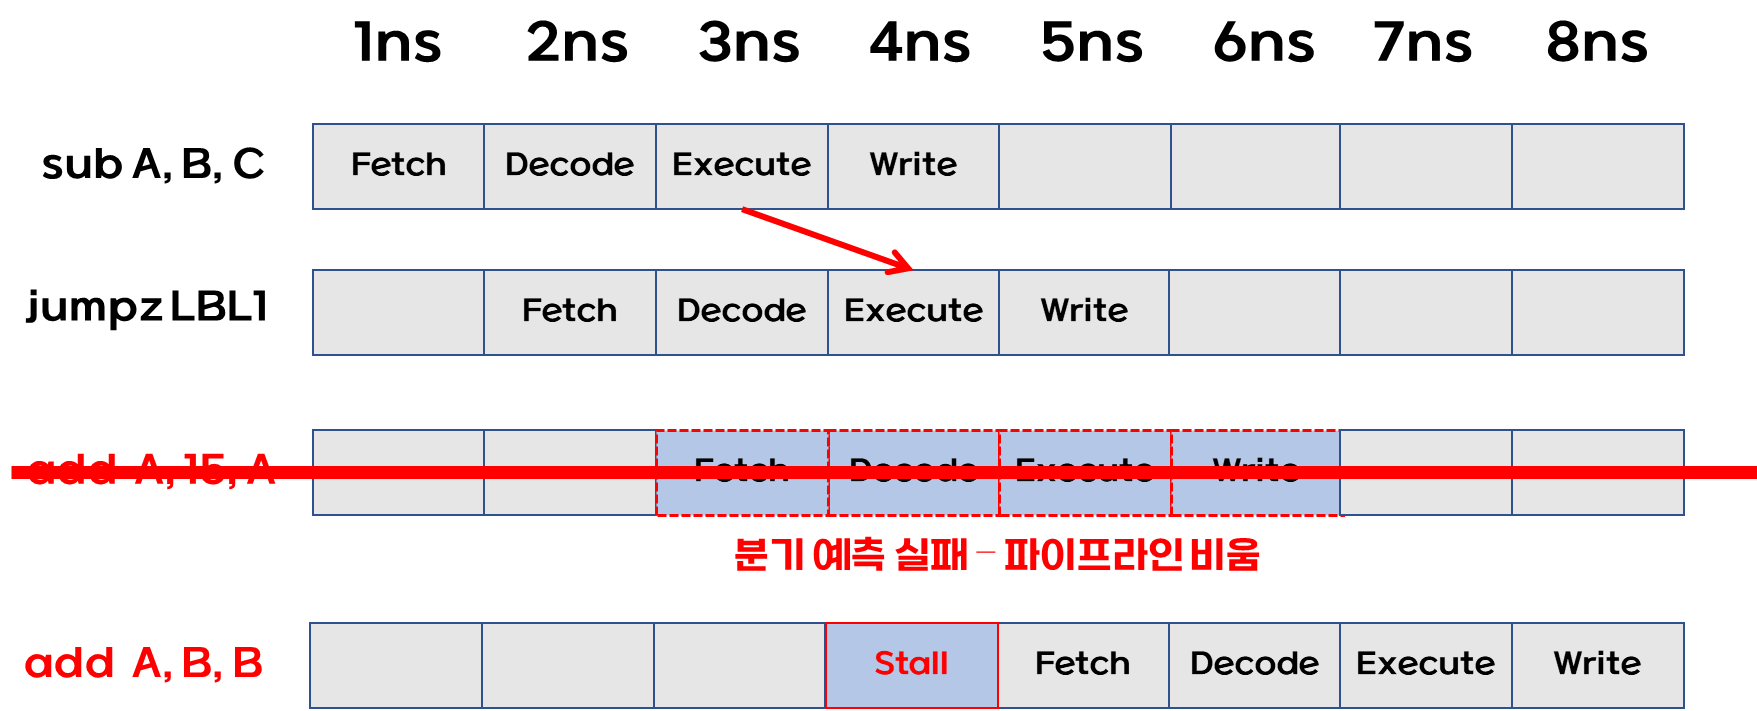 1ns 2ns 3ns 4ns 5ns 6ns 7ns 8ns
sub A, B, C Fetch Decode Execute Write
jumpz LBL1 Fetch Decode Execute Write
add A, 15, A Fetch Decode Execute Write
분기 예측 실패 - 파이프라인 비움
add A, B, B Stall Fetch Decode Execute Write